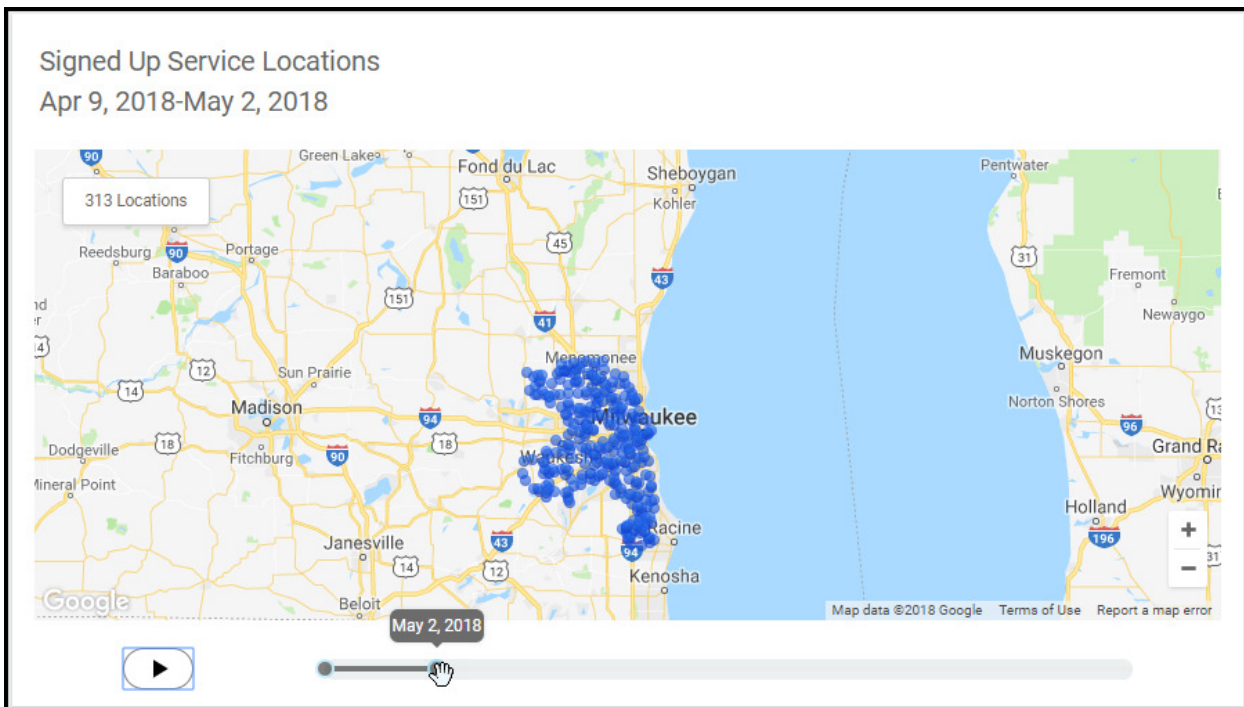 Signed Up Service Locations
Apr 9, 2018-May 2, 2018
90
Green Lake
Fond du Lac
Sheboygan
Pentwater
313 Locations
151
Kohler
45
31
Reedsburg
90
Portage
Baraboo
43
Fremont
151
Newaygo
41
14
12
Sun Prairie
Menomonee
Muskegon
14
Norton Shores
Madison
94
Milwaukee
96
Dodgeville
18
Fitchburg
90
18
Waukesha
Grand Ra
Mineral Point
Wyomin
Holland
Janesville
43
Racine
196
+
14
12
94
31
−
Kenosha
Google
Beloit
Map data ©2018 Google Terms of Use Report a map error
May 2, 2018